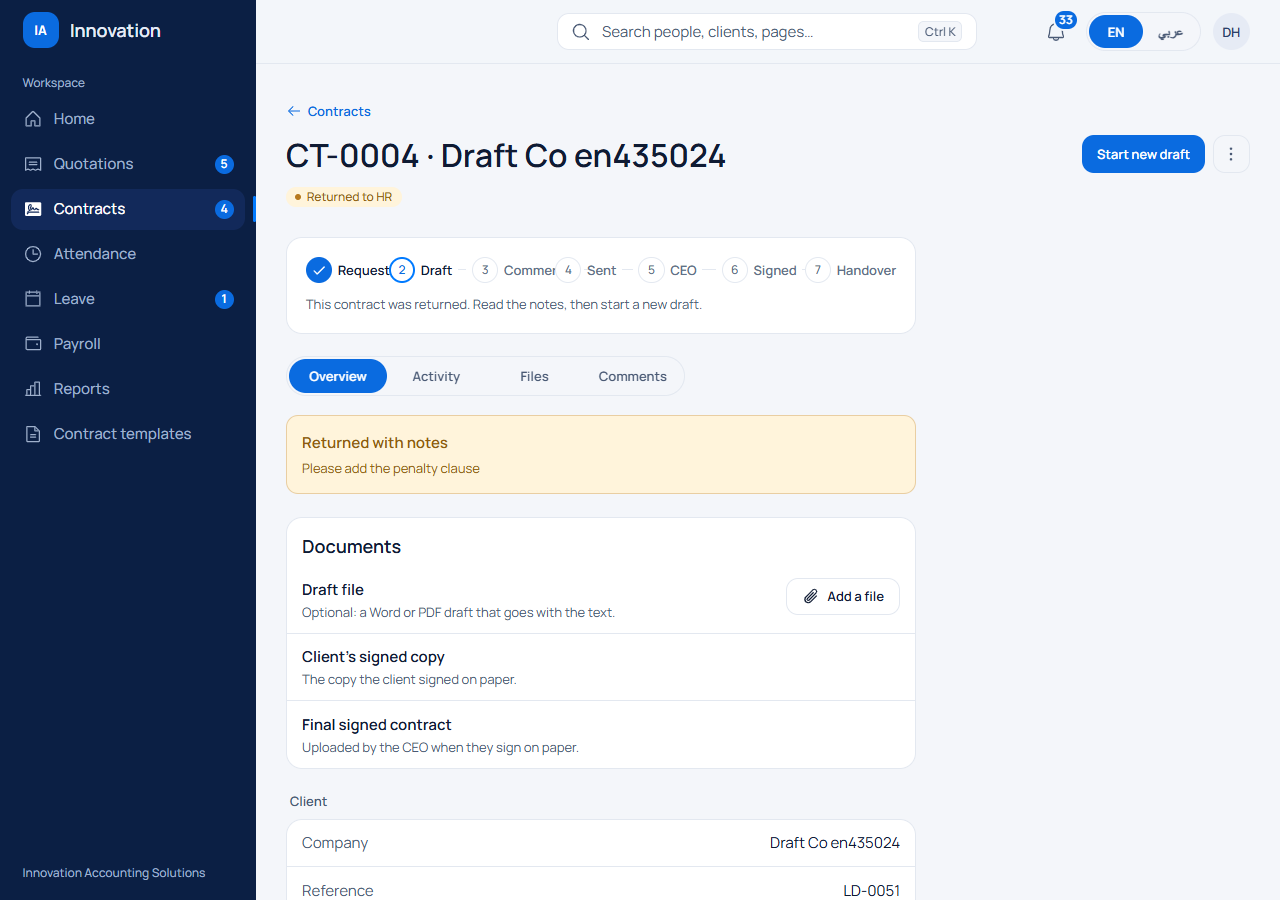 IA Innovation
Search people, clients, pages... Ctrl K
33
EN عربي DH
Workspace
Home
Quotations 5
Contracts 4
Attendance
Leave 1
Payroll
Reports
Contract templates
Innovation Accounting Solutions
← Contracts
CT-0004 · Draft Co en435024
Start new draft
Returned to HR
Request 2 Draft 3 Commer 4 Sent 5 CEO 6 Signed 7 Handover
This contract was returned. Read the notes, then start a new draft.
Overview Activity Files Comments
Returned with notes
Please add the penalty clause
Documents
Draft file
Optional: a Word or PDF draft that goes with the text.
Add a file
Client's signed copy
The copy the client signed on paper.
Final signed contract
Uploaded by the CEO when they sign on paper.
Client
Company Draft Co en435024
Reference LD-0051